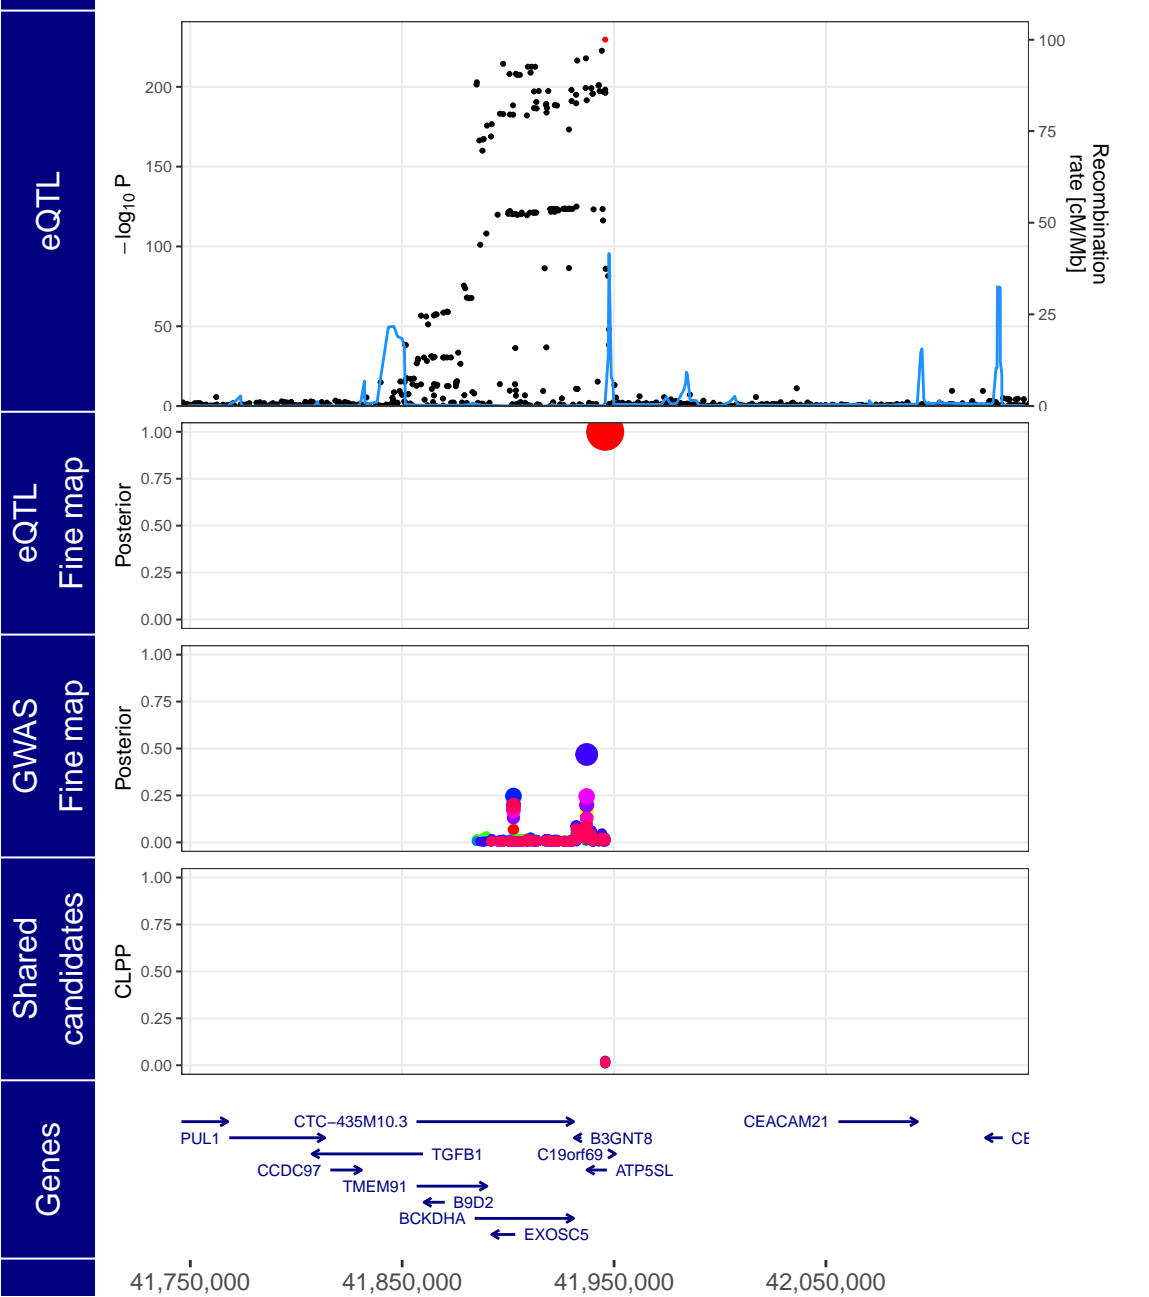 eQTL
− log10 P
200
150
100
50
0
100
75
50
25
0
Recombination
rate [cM/Mb]
eQTL
Fine map
Posterior
1.00
0.75
0.50
0.25
0.00
GWAS
Fine map
Posterior
1.00
0.75
0.50
0.25
0.00
Shared
candidates
CLPP
1.00
0.75
0.50
0.25
0.00
Genes
CTC−435M10.3
CEACAM21
PUL1
B3GNT8
CE
TGFB1
C19orf69
CCDC97
ATP5SL
TMEM91
B9D2
BCKDHA
EXOSC5
41,750,000
41,850,000
41,950,000
42,050,000